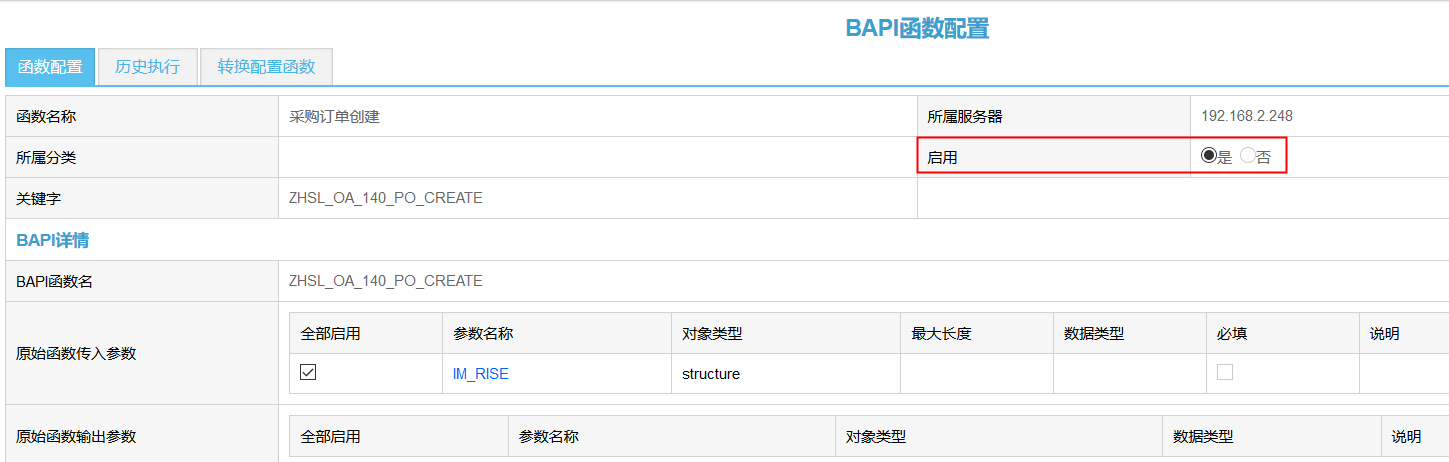 BAPI函数配置
函数配置 历史执行 转换配置函数
函数名称 采购订单创建 所属服务器 192.168.2.248
所属分类 启用 是 否
关键字 ZHSL_OA_140_PO_CREATE
BAPI详情
BAPI函数名 ZHSL_OA_140_PO_CREATE
原始函数传入参数
全部启用 参数名称 对象类型 最大长度 数据类型 必填 说明
IM_RISE structure
原始函数输出参数
全部启用 参数名称 对象类型 数据类型 说明